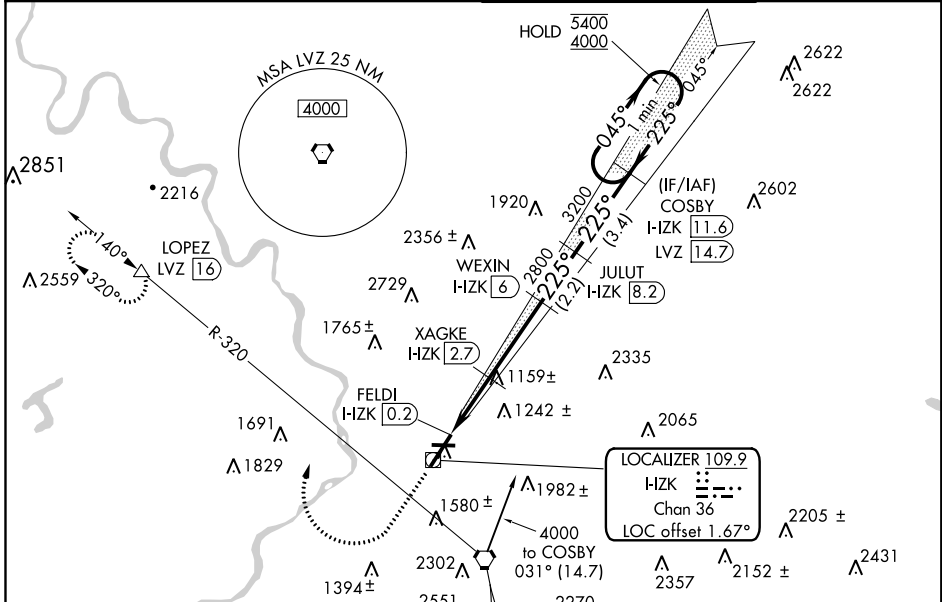 HOLD 5400
4000
MSA LVZ 25 NM
4000
045°
2622
2622
045°
1 min
225°
2851
2216
(IF/IAF)
COSBY
I-IZK 11.6
LVZ 14.7
2602
1920
3200
225°
(3.4)
2356 ±
140°
LOPEZ
LVZ 16
320°
2559
WEXIN
I-IZK 6
2800
225°
(2.2)
JULUT
I-IZK 8.2
2729
R-320
1765 ±
XAGKE
I-IZK 2.7
2335
1159 ±
FELDI
I-IZK 0.2
1242 ±
1691
2065
1829
LOCALIZER 109.9
I-IZK
Chan 36
LOC offset 1.67°
1982 ±
1580 ±
4000
to COSBY
031° (14.7)
2205 ±
2302
1394 ±
2357
2152 ±
2431
2551
2270